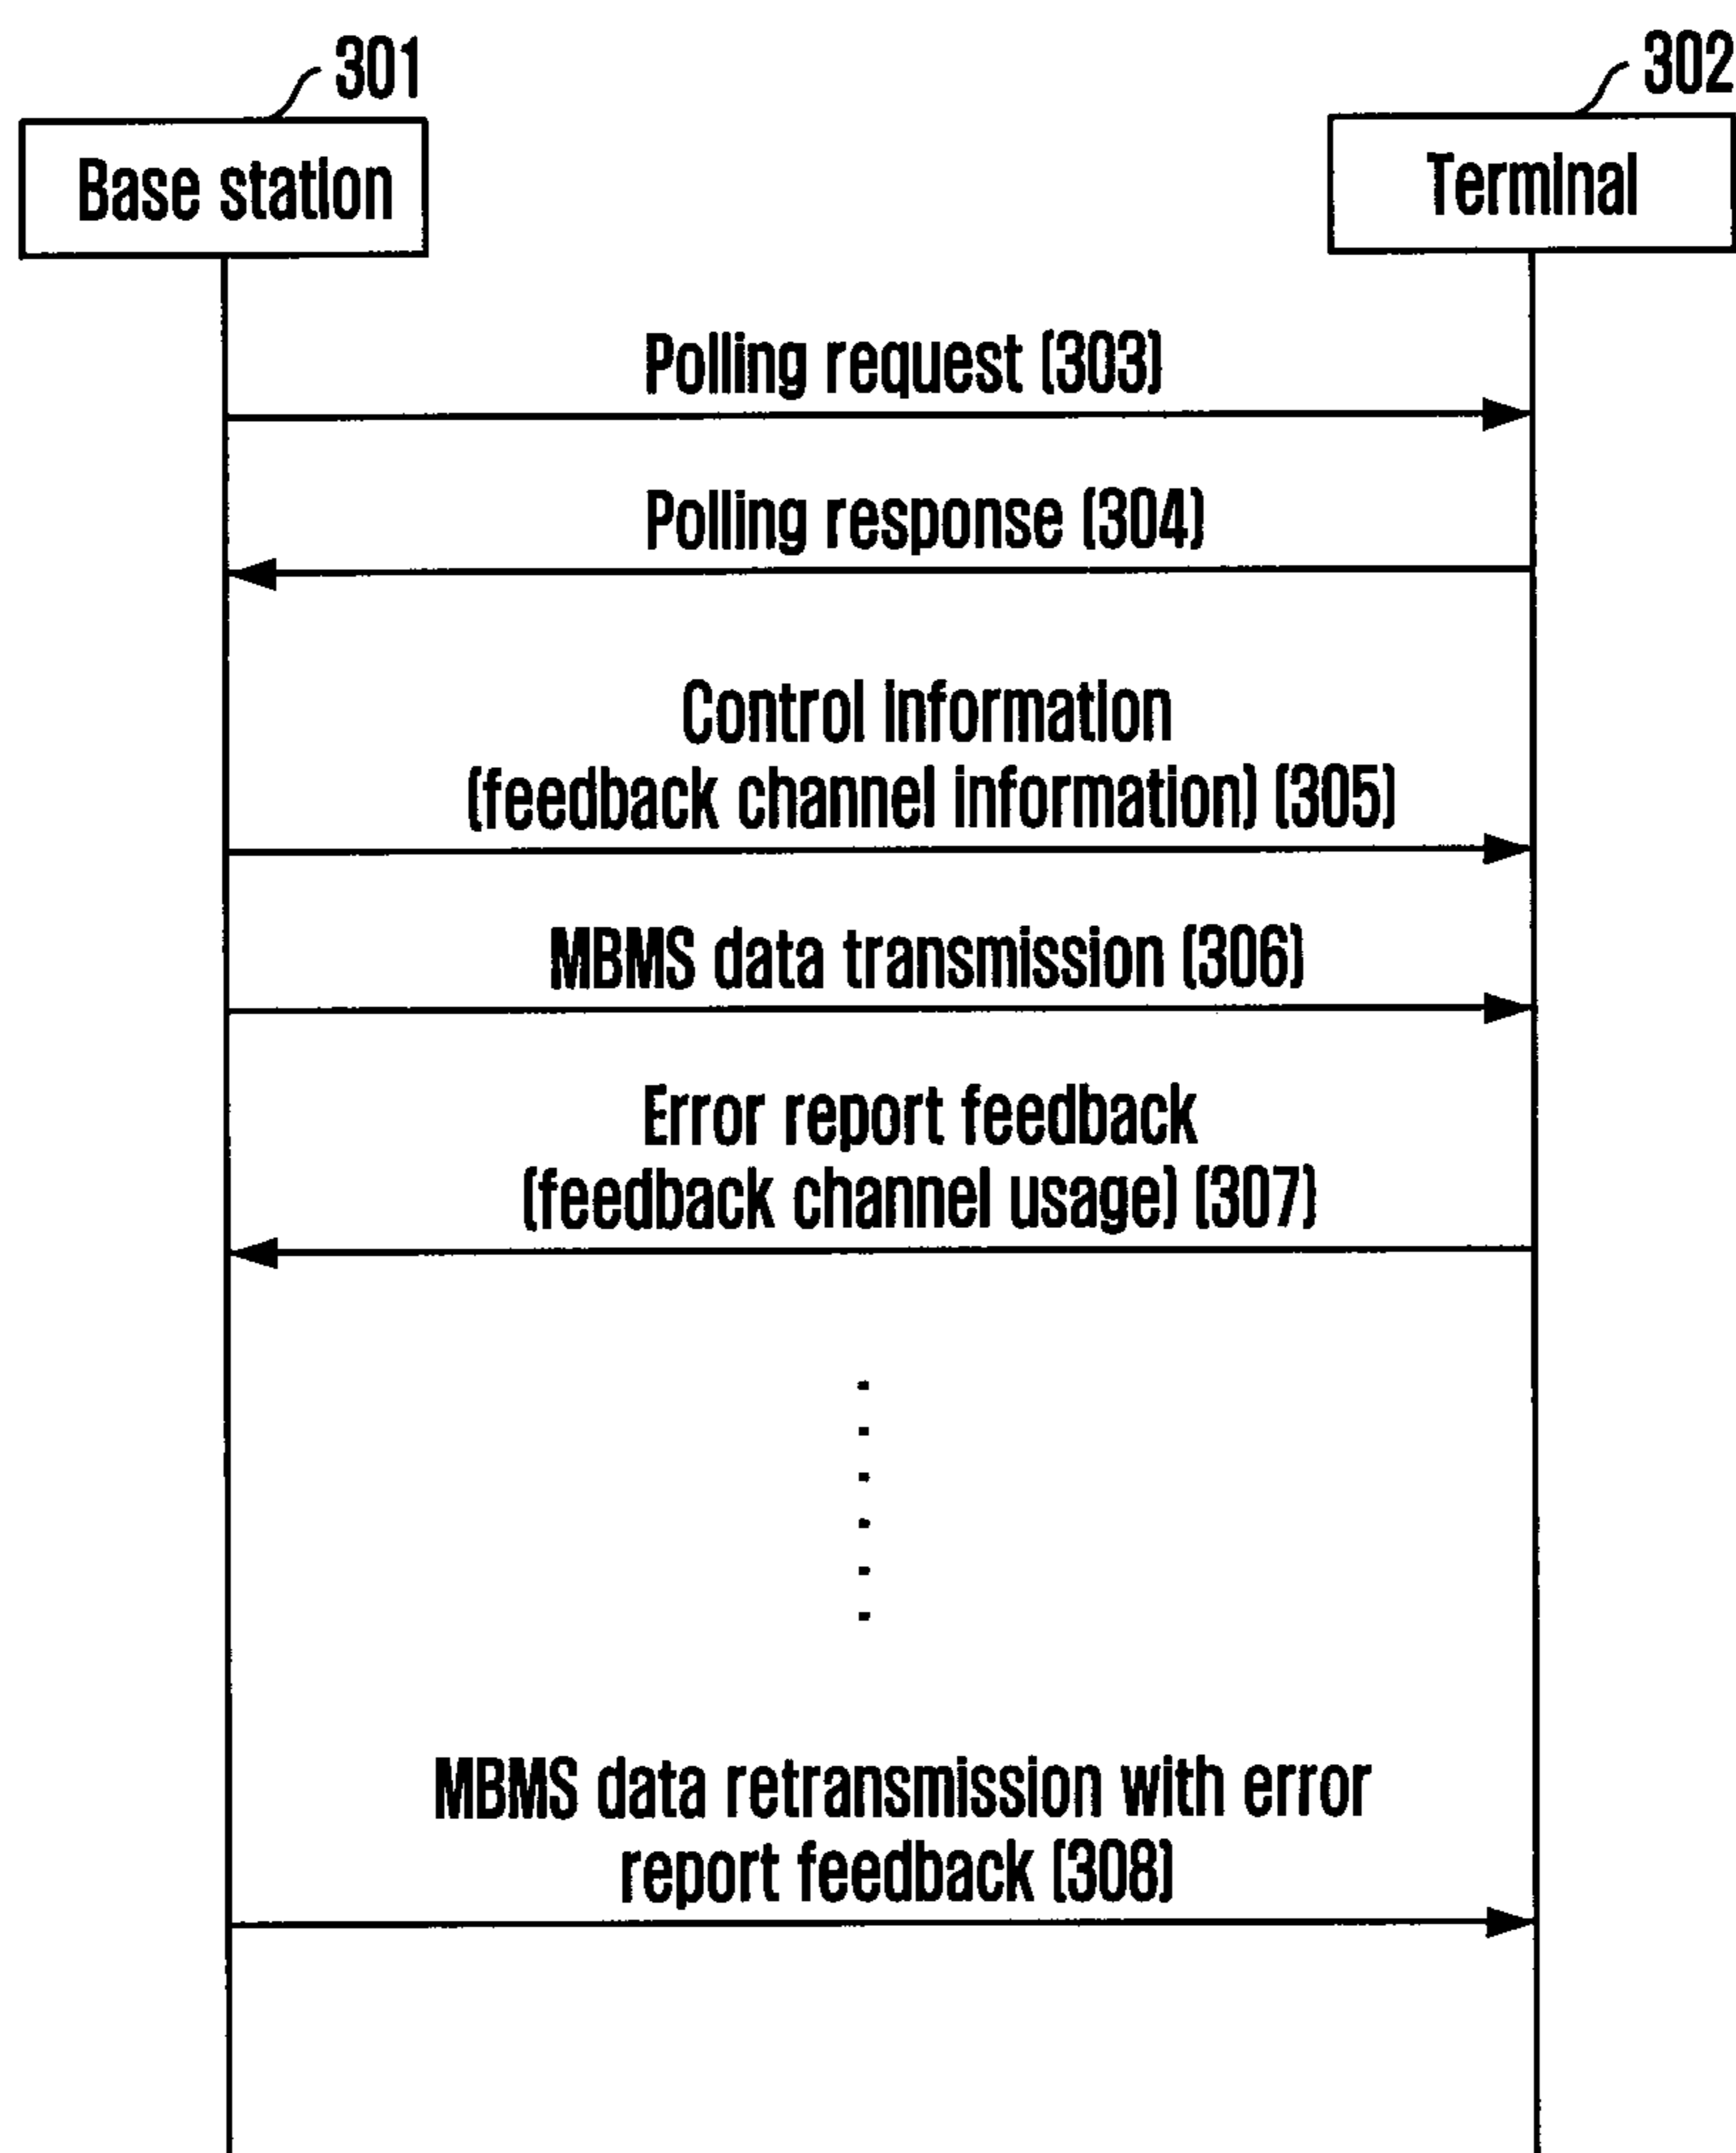 301
302
Base station
Terminal
Polling request (303)
Polling response (304)
Control information
(feedback channel information) (305)
MBMS data transmission (306)
Error report feedback
(feedback channel usage) (307)
MBMS data retransmission with error
report feedback (308)